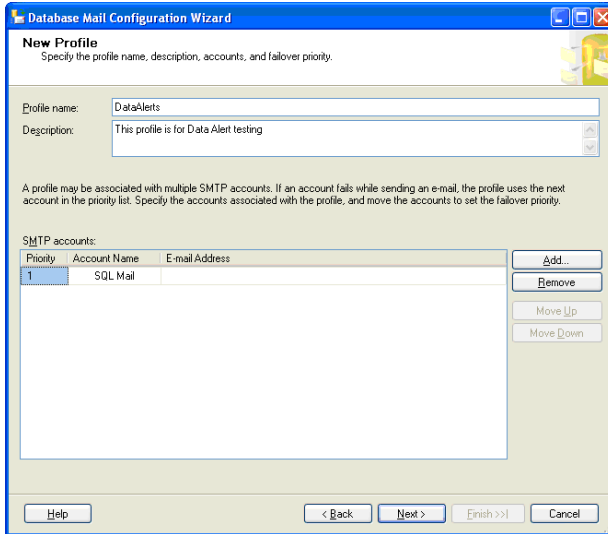 Database Mail Configuration Wizard
New Profile
Specify the profile name, description, accounts, and failover priority.
Profile name: DataAlerts
Description: This profile is for Data Alert testing
A profile may be associated with multiple SMTP accounts. If an account fails while sending an e-mail, the profile uses the next
account in the priority list. Specify the accounts associated with the profile, and move the accounts to set the failover priority.
SMTP accounts:
Priority Account Name E-mail Address
1 SQL Mail
Add...
Remove
Move Up
Move Down
Help < Back Next > Finish >>| Cancel